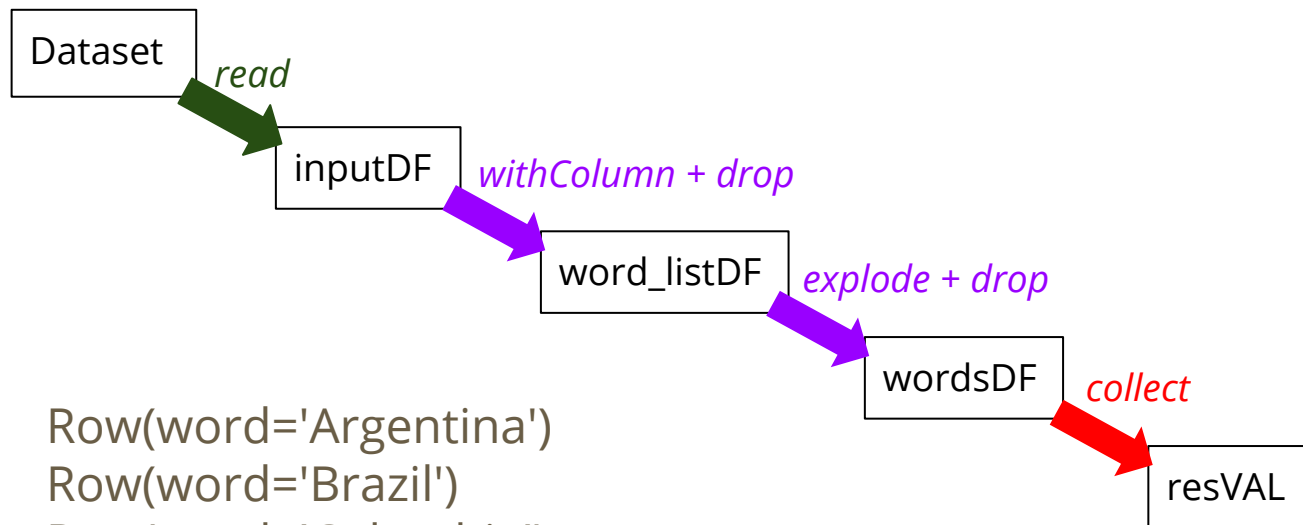 Dataset
read
inputDF
withColumn + drop
word_listDF
explode + drop
wordsDF
collect
resVAL
Row(word='Argentina')
Row(word='Brazil')